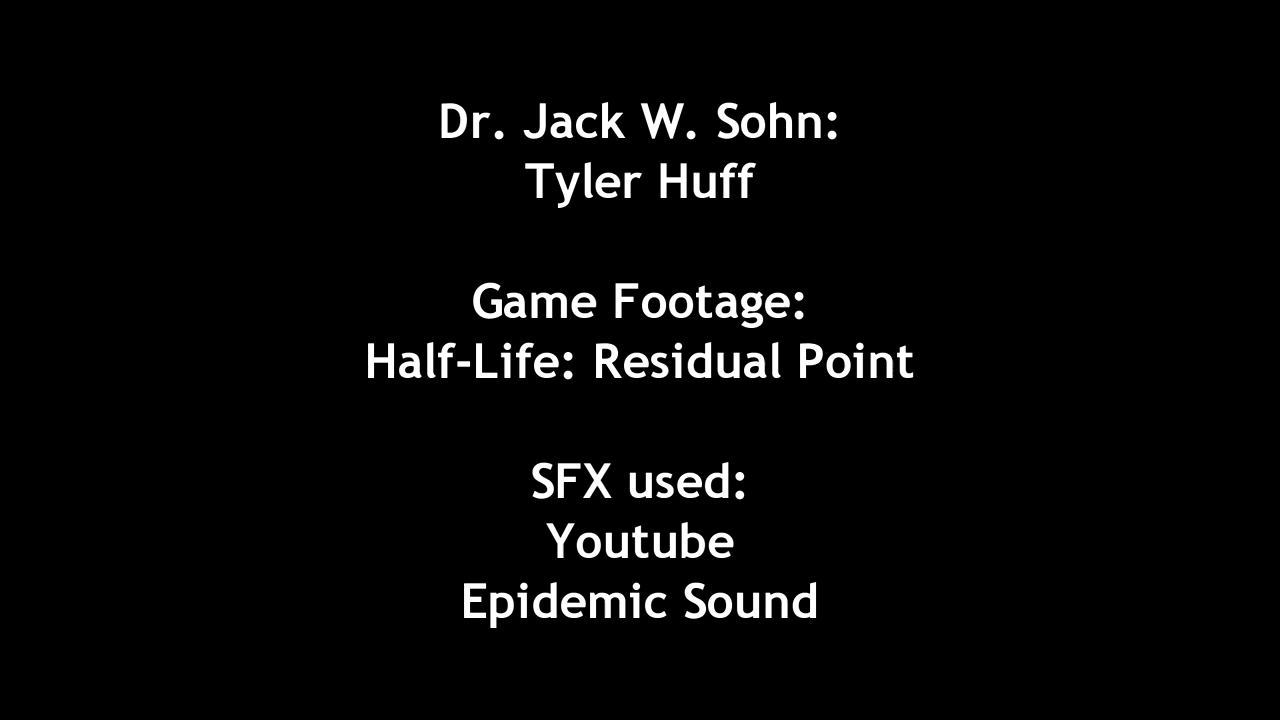 Dr. Jack W. Sohn:
Tyler Huff
Game Footage:
Half-Life: Residual Point
SFX used:
Youtube
Epidemic Sound